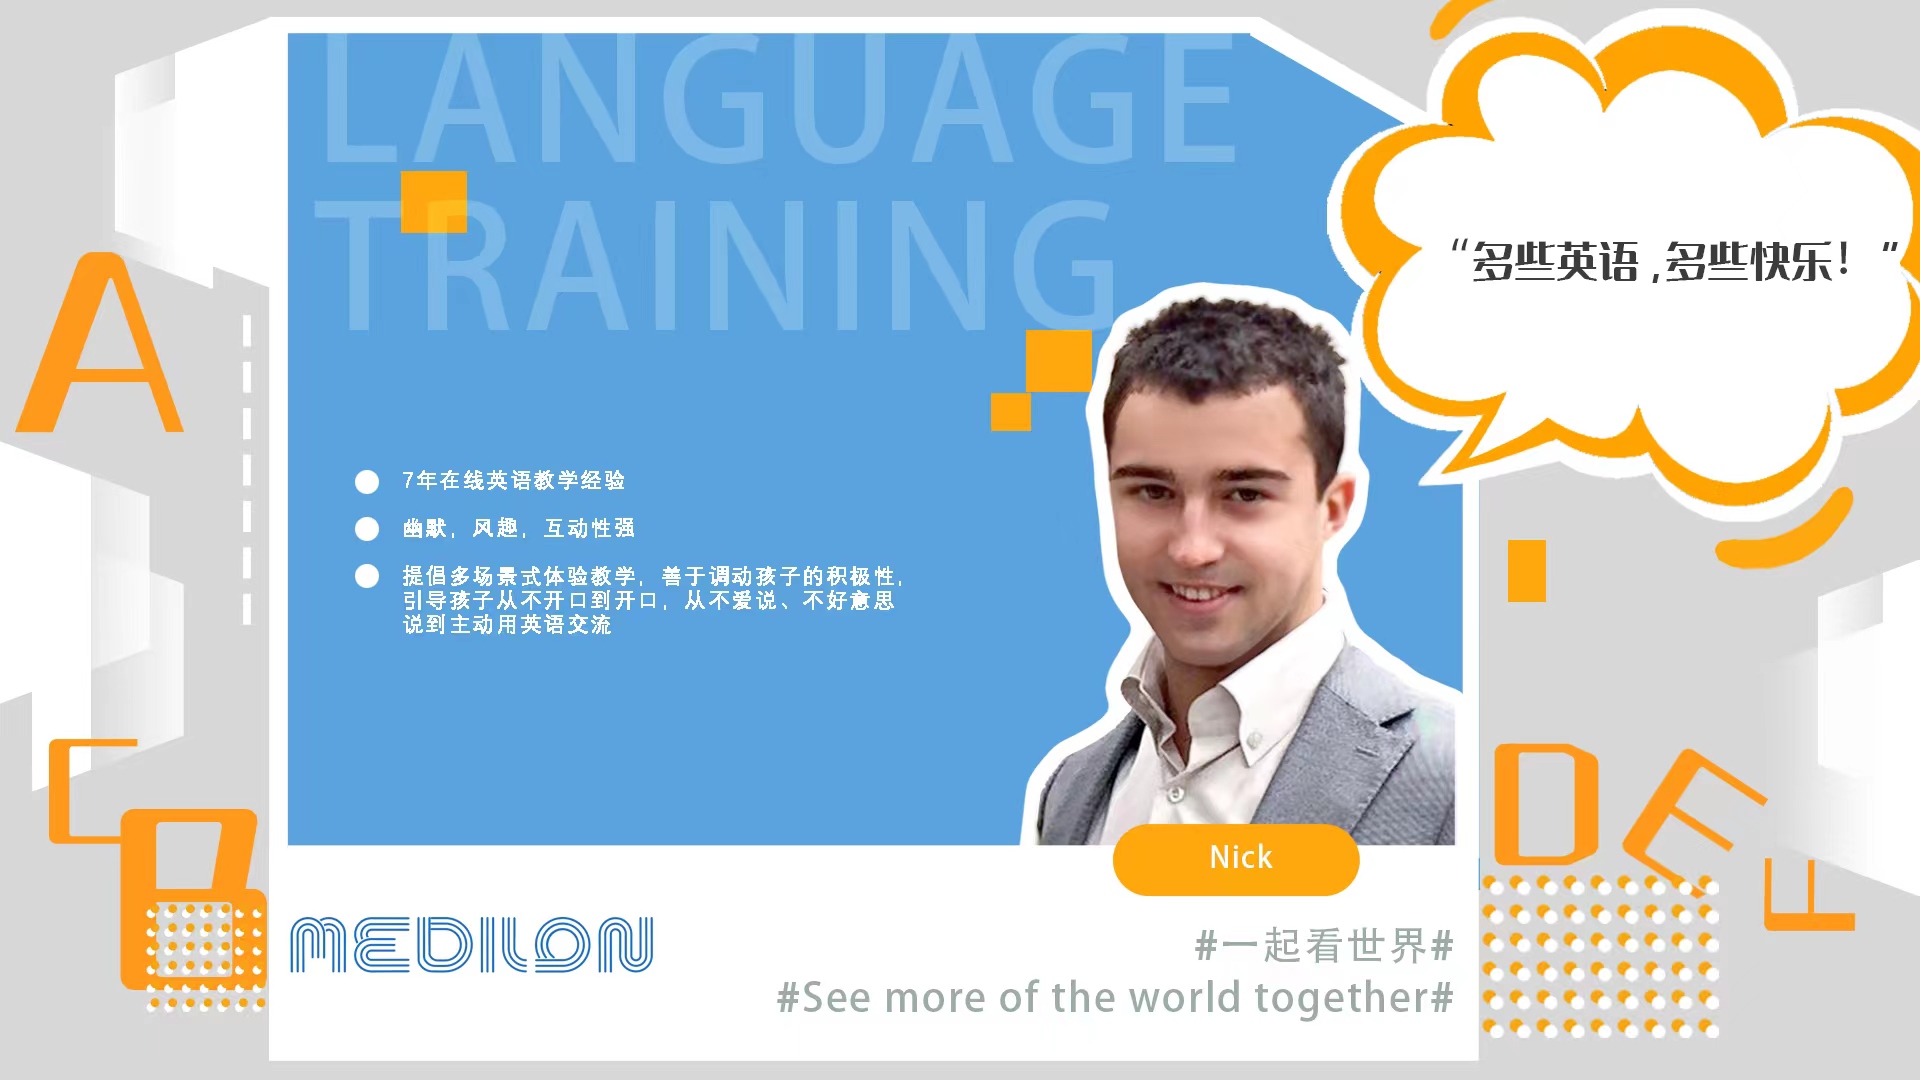 LANGUAGE
TRAINING
“多些英语,多些快乐！”
7年在线英语教学经验
幽默，风趣，互动性强
提倡多场景式体验教学，善于调动孩子的积极性，
引导孩子从不开口到开口，从不爱说、不好意思
说到主动用英语交流
Nick
MEDILON
#一起看世界#
#See more of the world together#
A
C
B
D
E
F